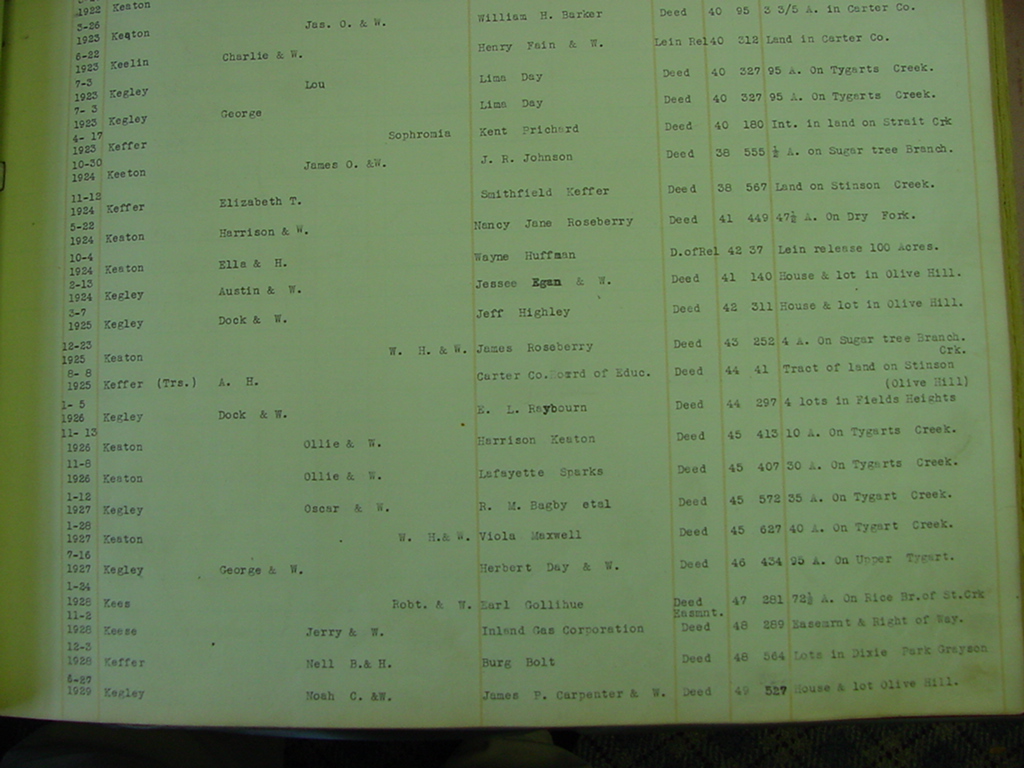 1922 Keaton Jas. O. & W. William H. Barker Deed 40 95 3 3/5 A. in Carter Co.
3-26
1923 Keaton Charlie & W. Henry Fain & W. Lein Rel 40 312 Land in Carter Co.
6-22
1923 Keelin Lou Lima Day Deed 40 327 95 A. On Tygarts Creek.
7-3
1923 Kegley George Lima Day Deed 40 327 95 A. On Tygarts Creek.
7-3
1923 Kegley Sophromia Kent Prichard Deed 40 180 Int. in land on Strait Crk
4-17
1923 Keffer James O. &W. J. R. Johnson Deed 38 555 ½ A. on Sugar tree Branch.
10-30
1924 Keeton
11-12
1924 Keffer Elizabeth T. Smithfield Keffer Deed 38 567 Land on Stinson Creek.
5-22
1924 Keaton Harrison & W. Nancy Jane Roseberry Deed 41 449 47½ A. On Dry Fork.
10-4
1924 Keaton Ella & H. Wayne Huffman D.ofRel 42 37 Lein release 100 Acres.
2-13
1924 Kegley Austin & W. Jessee Egan & W. Deed 41 140 House & lot in Olive Hill.
3-7
1925 Kegley Dock & W. Jeff Highley Deed 42 311 House & lot in Olive Hill.
12-23
1925 Keaton W. H. & W. James Roseberry Deed 43 252 4 A. On Sugar tree Branch.
Crk.
8- 8
1925 Keffer (Trs.) A. H. Carter Co. Board of Educ. Deed 44 41 Tract of land on Stinson
(Olive Hill)
1- 5
1926 Kegley Dock & W. E. L. Raybourn Deed 44 297 4 lots in Fields Heights
11- 13
1926 Keaton Ollie & W. Harrison Keaton Deed 45 413 10 A. On Tygarts Creek.
11-8
1926 Keaton Ollie & W. Lafayette Sparks Deed 45 407 30 A. On Tygarts Creek.
1-12
1927 Kegley Oscar & W. R. M. Bagby etal Deed 45 572 35 A. On Tygart Creek.
1-28
1927 Keaton W. H.& W. Viola Maxwell Deed 45 627 40 A. On Tygart Creek.
7-16
1927 Kegley George & W. Herbert Day & W. Deed 46 434 95 A. On Upper Tygart.
1-24
1928 Kees Robt. & W. Earl Gollihue Deed 47 281 72½ A. On Rice Br.of St.Crk
11-2 Easmnt.
1928 Keese Jerry & W. Inland Gas Corporation Deed 48 289 Easemrnt & Right of Way.
12-3
1928 Keffer Nell B.& H. Burg Bolt Deed 48 564 Lots in Dixie Park Grayson
6-27
1929 Kegley Noah C. &W. James F. Carpenter & W. Deed 49 527 House & lot Olive Hill.